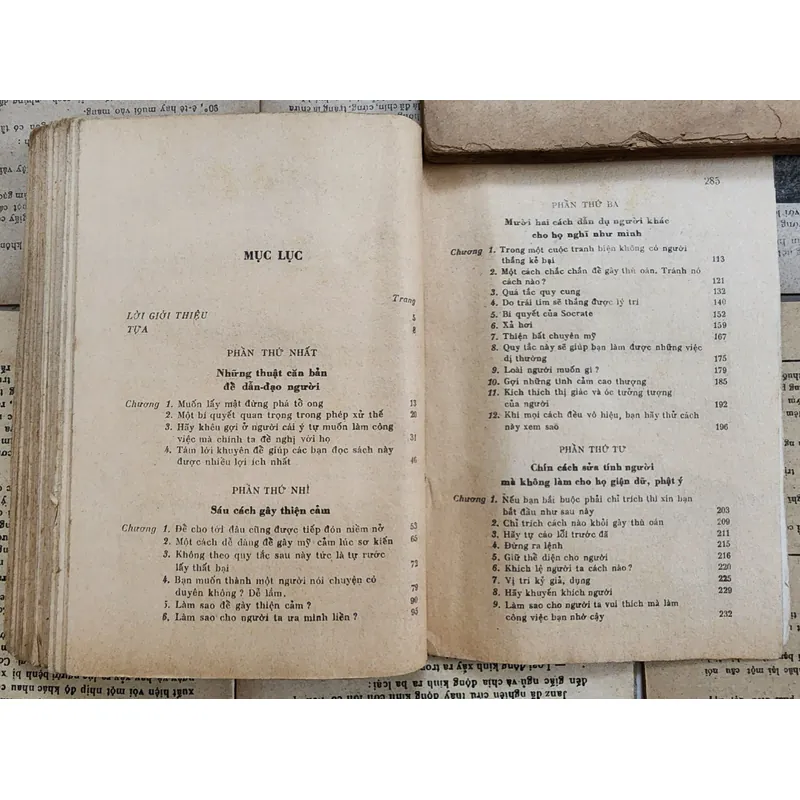 MỤC LỤC
Trang
LỜI GIỚI THIỆU 5
TỰA 8
PHẦN THỨ NHẤT
Những thuật căn bản
để dẫn-đạo người
Chương 1. Muốn lấy mật đừng phá tổ ong 13
2. Một bí quyết quan trọng trong phép xử thế 20
3. Hãy khêu gợi ở người cái ý tự muốn làm công
việc mà chính ta đề nghị với họ 31
4. Tám lời khuyên để giúp các bạn đọc sách này
được nhiều lợi ích nhất 46
PHẦN THỨ NHÌ
Sáu cách gây thiện cảm
Chương 1. Để cho tới đâu cũng được tiếp đón niềm nở 53
2. Một cách dễ dàng để gây mỹ cảm lúc sơ kiến 65
3. Không theo quy tắc sau này tức là tự rước
lấy thất bại 73
4. Bạn muốn thành một người nói chuyện có
duyên không ? Dễ lắm. 79
5. Làm sao để gây thiện cảm ? 90
6. Làm sao cho người ta ưa mình liền ? 95
285
PHẦN THỨ BA
Mười hai cách dẫn dụ người khác
cho họ nghĩ như mình
Chương 1. Trong một cuộc tranh biện không có người
thắng kẻ bại 113
2. Một cách chắc chắn để gây thù oán. Tránh nó
cách nào ? 121
3. Quá tắc quy cung 132
4. Do trái tim sẽ thắng được lý trí 140
5. Bí quyết của Socrate 152
6. Xả hơi 159
7. Thiện bất chuyên mỹ 167
8. Quy tắc này sẽ giúp bạn làm được những việc
dị thường 175
9. Loài người muốn gì ? 179
10. Gợi những tình cảm cao thượng 185
11. Kích thích thị giác và óc tưởng tượng
của người 192
12. Khi mọi cách đều vô hiệu, bạn hãy thử cách
này xem sao 196
PHẦN THỨ TƯ
Chín cách sửa tính người
mà không làm cho họ giận dữ, phật ý
Chương 1. Nếu bạn bắt buộc phải chỉ trích thì xin bạn
bắt đầu như sau này 203
2. Chỉ trích cách nào khỏi gây thù oán 209
3. Hãy tự cáo lỗi trước đã 211
4. Đừng ra lệnh 215
5. Giữ thể diện cho người 216
6. Khích lệ người ta cách nào ? 220
7. Vị tri kỷ giả, dụng 225
8. Hãy khuyến khích người 229
9. Làm sao cho người ta vui thích mà làm
công việc bạn nhờ cậy 232